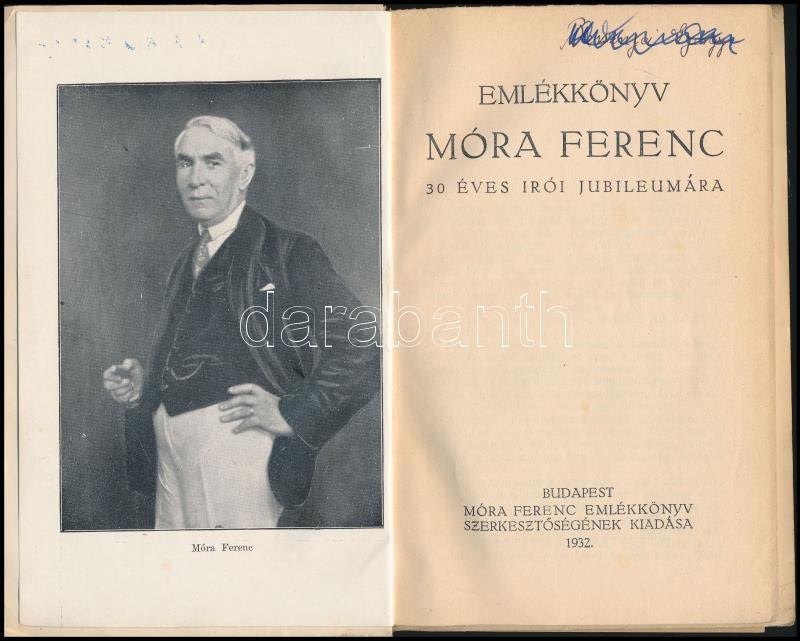 Móra Ferenc
EMLÉKKÖNYV
MÓRA FERENC
30 ÉVES IRÓI JUBILEUMÁRA
darabanth
BUDAPEST
MÓRA FERENC EMLÉKKÖNYV
SZERKESZTŐSÉGÉNEK KIADÁSA
1932.